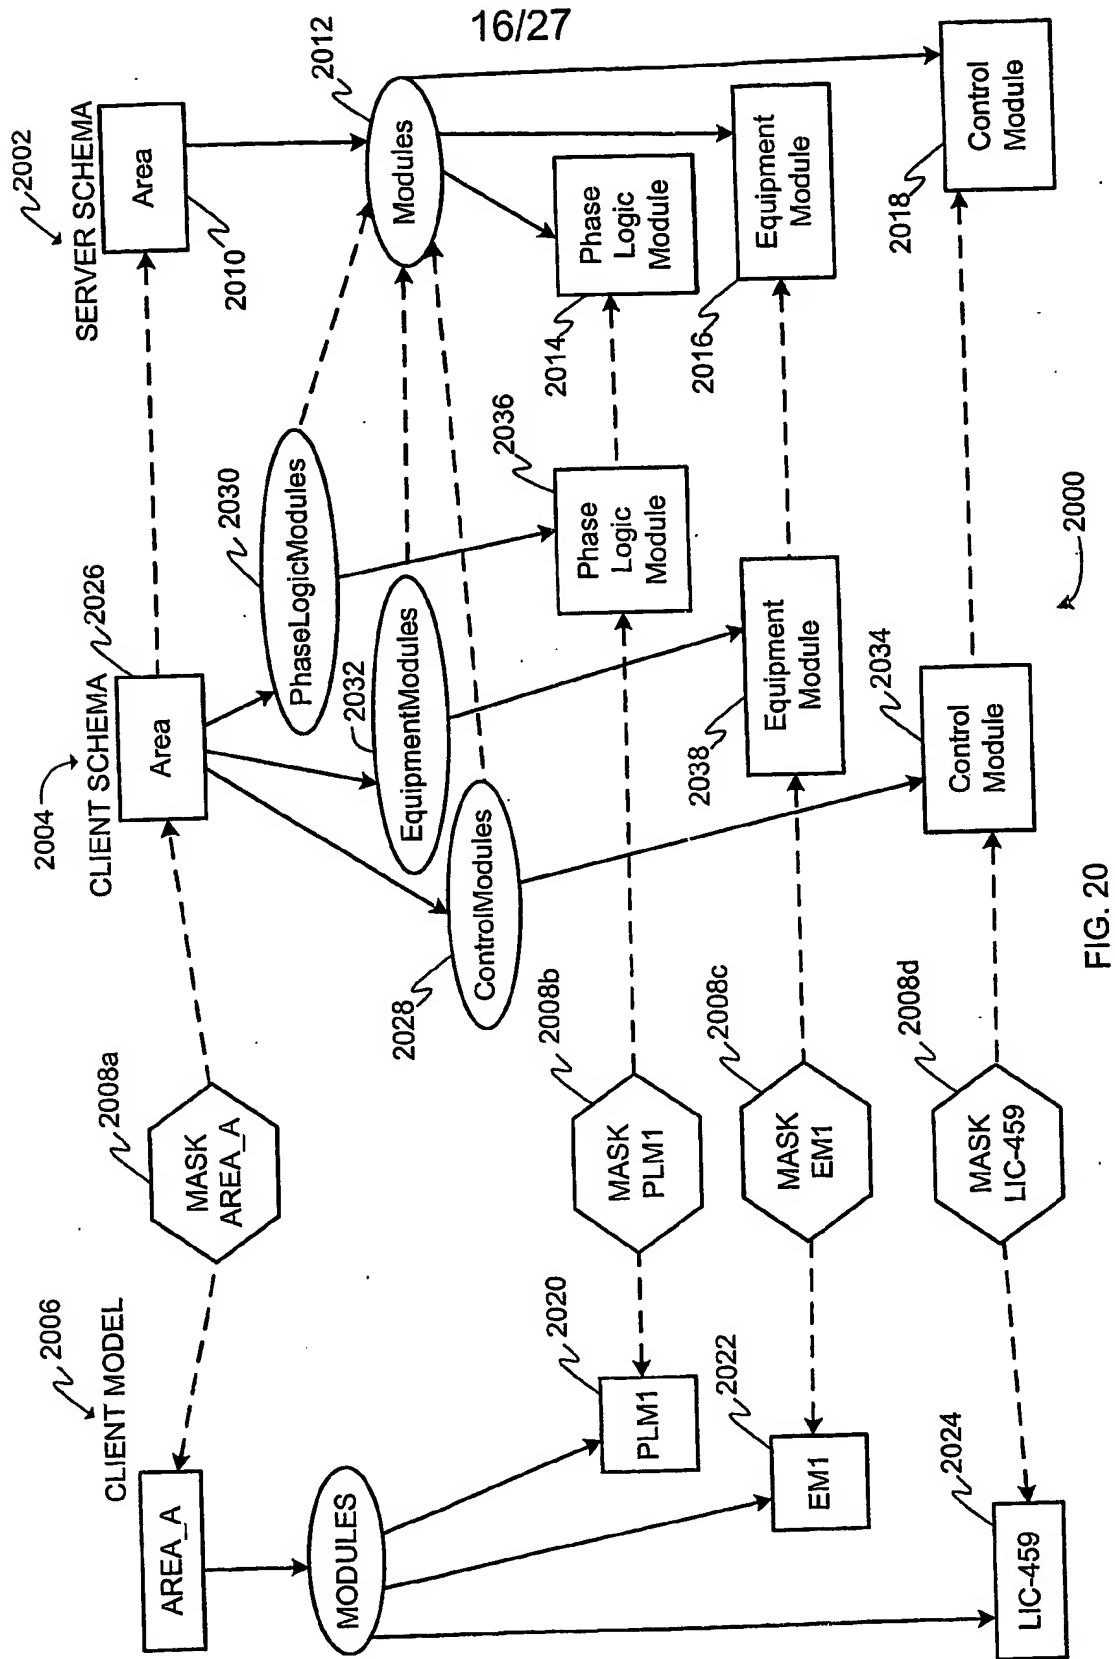 16/27
2006
CLIENT MODEL
2004
CLIENT SCHEMA
2002
SERVER SCHEMA
AREA_A
2008a
MASK
AREA_A
2026
Area
Area
2010
MODULES
2030
PhaseLogicModules
2032
EquipmentModules
2028
ControlModules
2012
Modules
2020
PLM1
2008b
MASK
PLM1
2036
Phase
Logic
Module
2014
Phase
Logic
Module
2022
EM1
2008c
MASK
EM1
2038
Equipment
Module
2016
Equipment
Module
2024
LIC-459
2008d
MASK
LIC-459
2034
Control
Module
2018
Control
Module
2000
FIG. 20